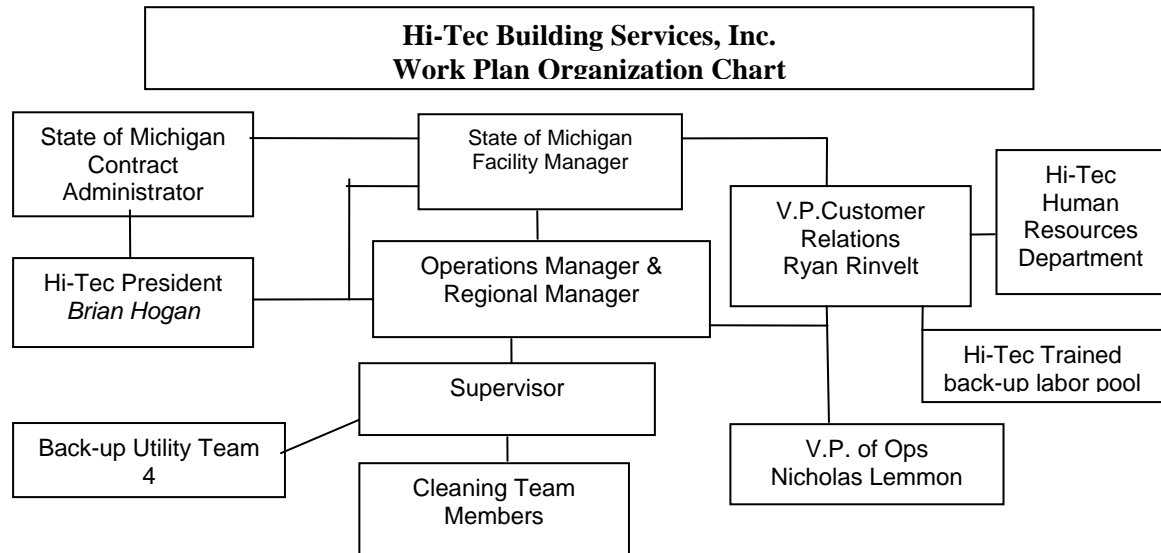 Hi-Tec Building Services, Inc.
Work Plan Organization Chart
State of Michigan
Contract
Administrator
State of Michigan
Facility Manager
V.P.Customer
Relations
Ryan Rinvelt
Hi-Tec
Human
Resources
Department
Hi-Tec President
Brian Hogan
Operations Manager &
Regional Manager
Hi-Tec Trained
back-up labor pool
Supervisor
Back-up Utility Team
4
V.P. of Ops
Nicholas Lemmon
Cleaning Team
Members